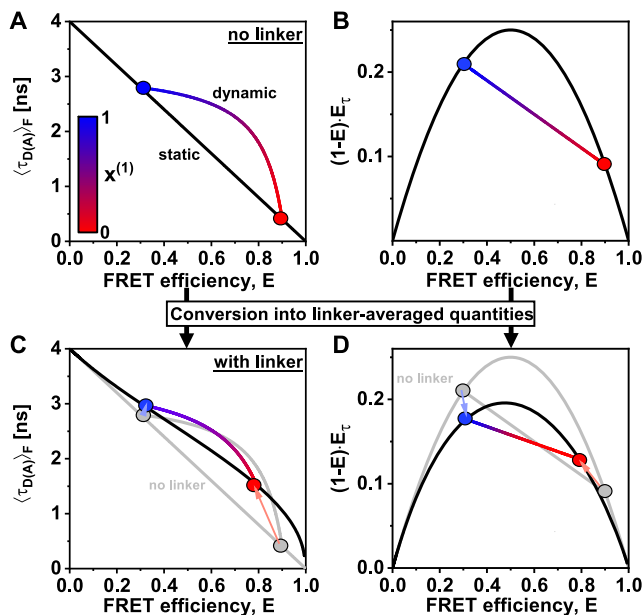 A
no linker
⟨τD(A)⟩F [ns]
4
3
2
1
0
1
0
x(1)
dynamic
static
0.0 0.2 0.4 0.6 0.8 1.0
FRET efficiency, E
B
(1-E)·Eτ
0.2
0.1
0.0 0.2 0.4 0.6 0.8 1.0
FRET efficiency, E
Conversion into linker-averaged quantities
C
with linker
⟨τD(A)⟩F [ns]
4
3
2
1
0
no linker
0.0 0.2 0.4 0.6 0.8 1.0
FRET efficiency, E
D
no linker
(1-E)·Eτ
0.2
0.1
0.0
0.0 0.2 0.4 0.6 0.8 1.0
FRET efficiency, E